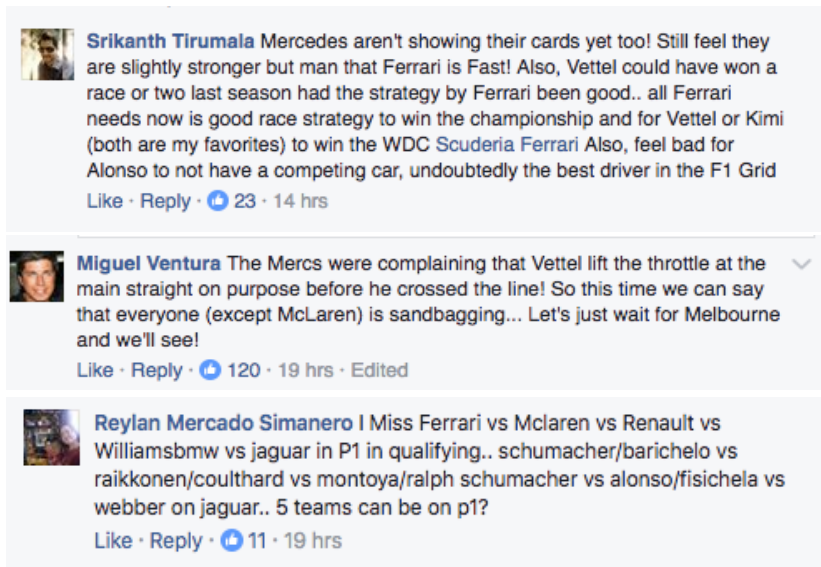 Srikanth Tirumala Mercedes aren't showing their cards yet too! Still feel they
are slightly stronger but man that Ferrari is Fast! Also, Vettel could have won a
race or two last season had the strategy by Ferrari been good.. all Ferrari
needs now is good race strategy to win the championship and for Vettel or Kimi
(both are my favorites) to win the WDC Scuderia Ferrari Also, feel bad for
Alonso to not have a competing car, undoubtedly the best driver in the F1 Grid
Like · Reply · 23 · 14 hrs
Miguel Ventura The Mercs were complaining that Vettel lift the throttle at the
main straight on purpose before he crossed the line! So this time we can say
that everyone (except McLaren) is sandbagging... Let's just wait for Melbourne
and we'll see!
Like · Reply · 120 · 19 hrs · Edited
Reylan Mercado Simanero I Miss Ferrari vs Mclaren vs Renault vs
Williamsbmw vs jaguar in P1 in qualifying.. schumacher/barichelo vs
raikkonen/coulthard vs montoya/ralph schumacher vs alonso/fisichela vs
webber on jaguar.. 5 teams can be on p1?
Like · Reply · 11 · 19 hrs